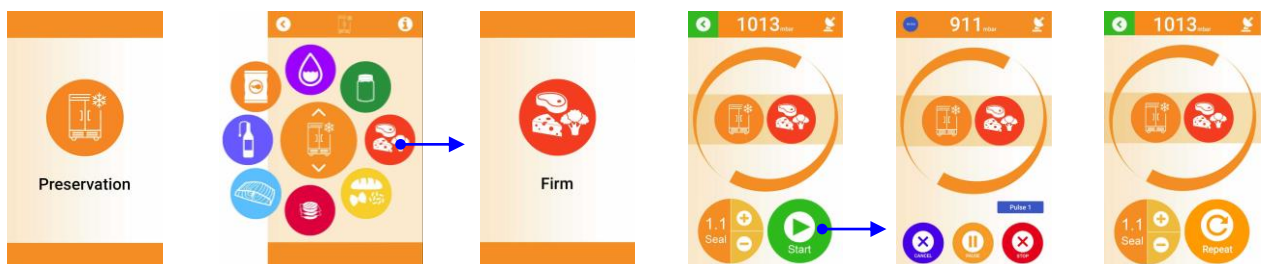 Preservation
Firm
1013 mbar
1.1
Seal
Start
911 mbar
Pulse 1
CANCEL
PAUSE
STOP
1013 mbar
1.1
Seal
Repeat